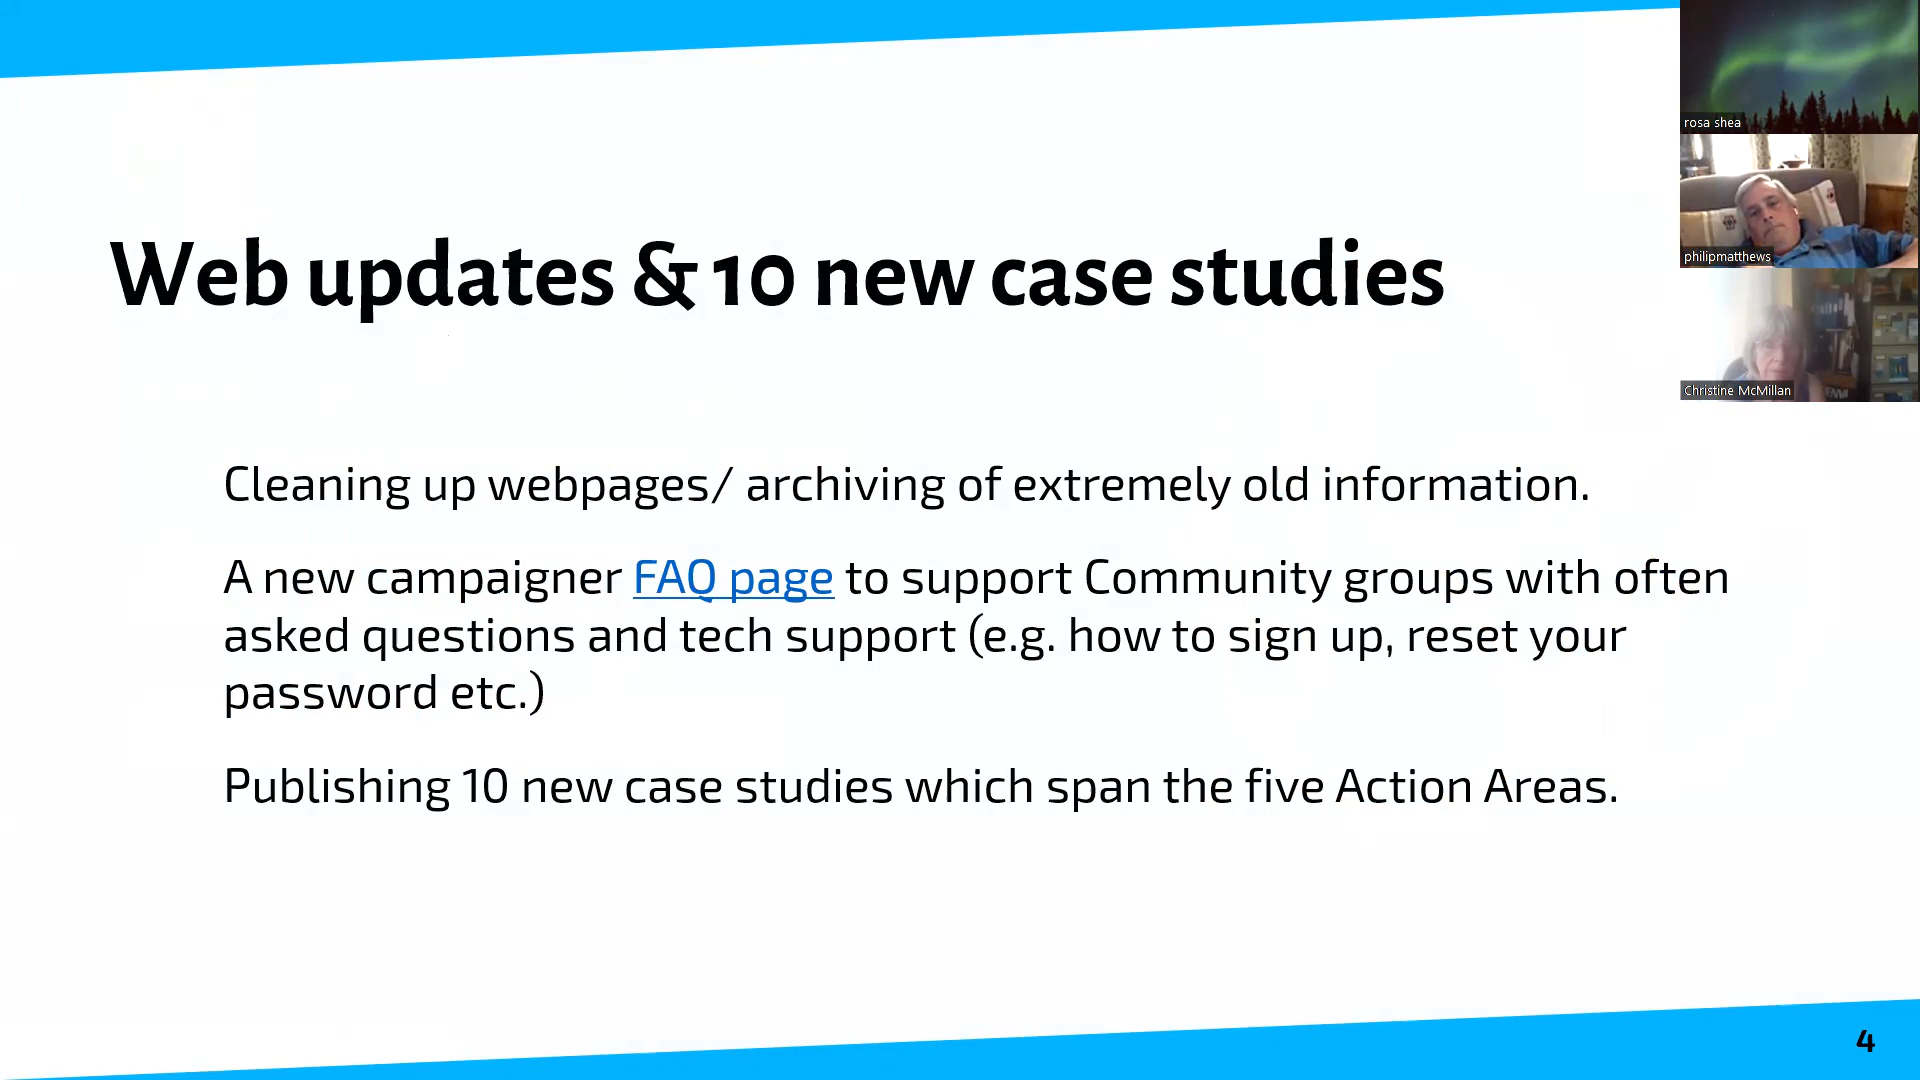 Web updates & 10 new case studies
Cleaning up webpages/ archiving of extremely old information.
A new campaigner FAQ page to support Community groups with often
asked questions and tech support (e.g. how to sign up, reset your
password etc.)
Publishing 10 new case studies which span the five Action Areas.
4
rosa shea
philipmatthews
Christine McMillan